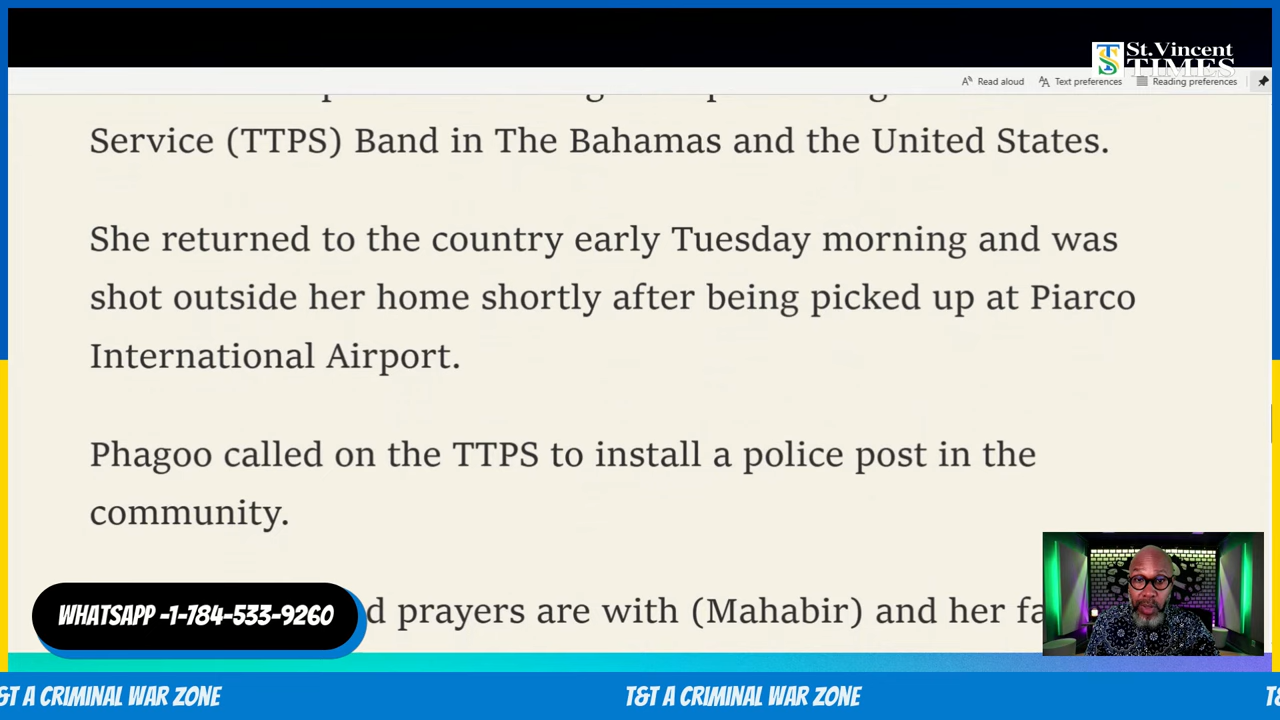 St.Vincent
TIMES
Read aloud
Text preferences
Reading preferences
Service (TTPS) Band in The Bahamas and the United States.
She returned to the country early Tuesday morning and was
shot outside her home shortly after being picked up at Piarco
International Airport.
Phagoo called on the TTPS to install a police post in the
community.
d prayers are with (Mahabir) and her fa
WHATSAPP -1-784-533-9260
&T A CRIMINAL WAR ZONE
T&T A CRIMINAL WAR ZONE